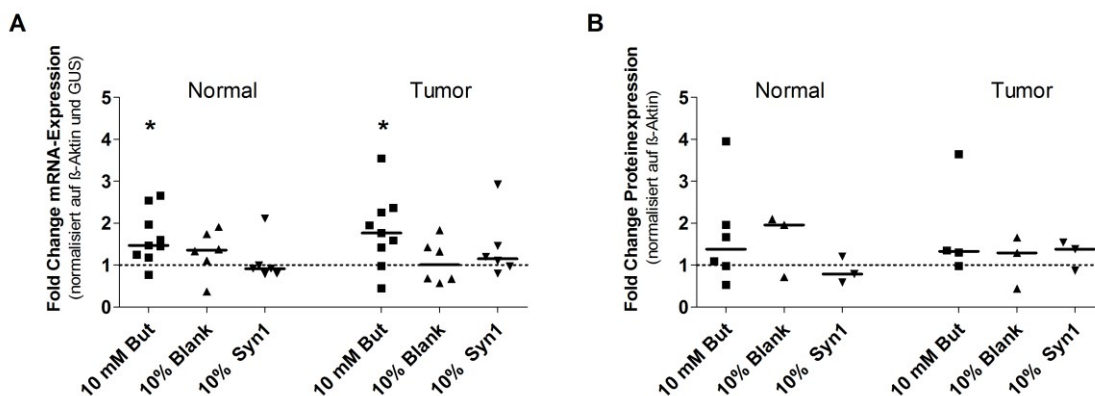 A
Fold Change mRNA-Expression
(normalisiert auf ß-Aktin und GUS)
Normal
Tumor
5
4
3
2
1
0
*
*
10 mM But
10% Blank
10% Syn1
10 mM But
10% Blank
10% Syn1
B
Fold Change Proteinexpression
(normalisiert auf ß-Aktin)
Normal
Tumor
5
4
3
2
1
0
10 mM But
10% Blank
10% Syn1
10 mM But
10% Blank
10% Syn1